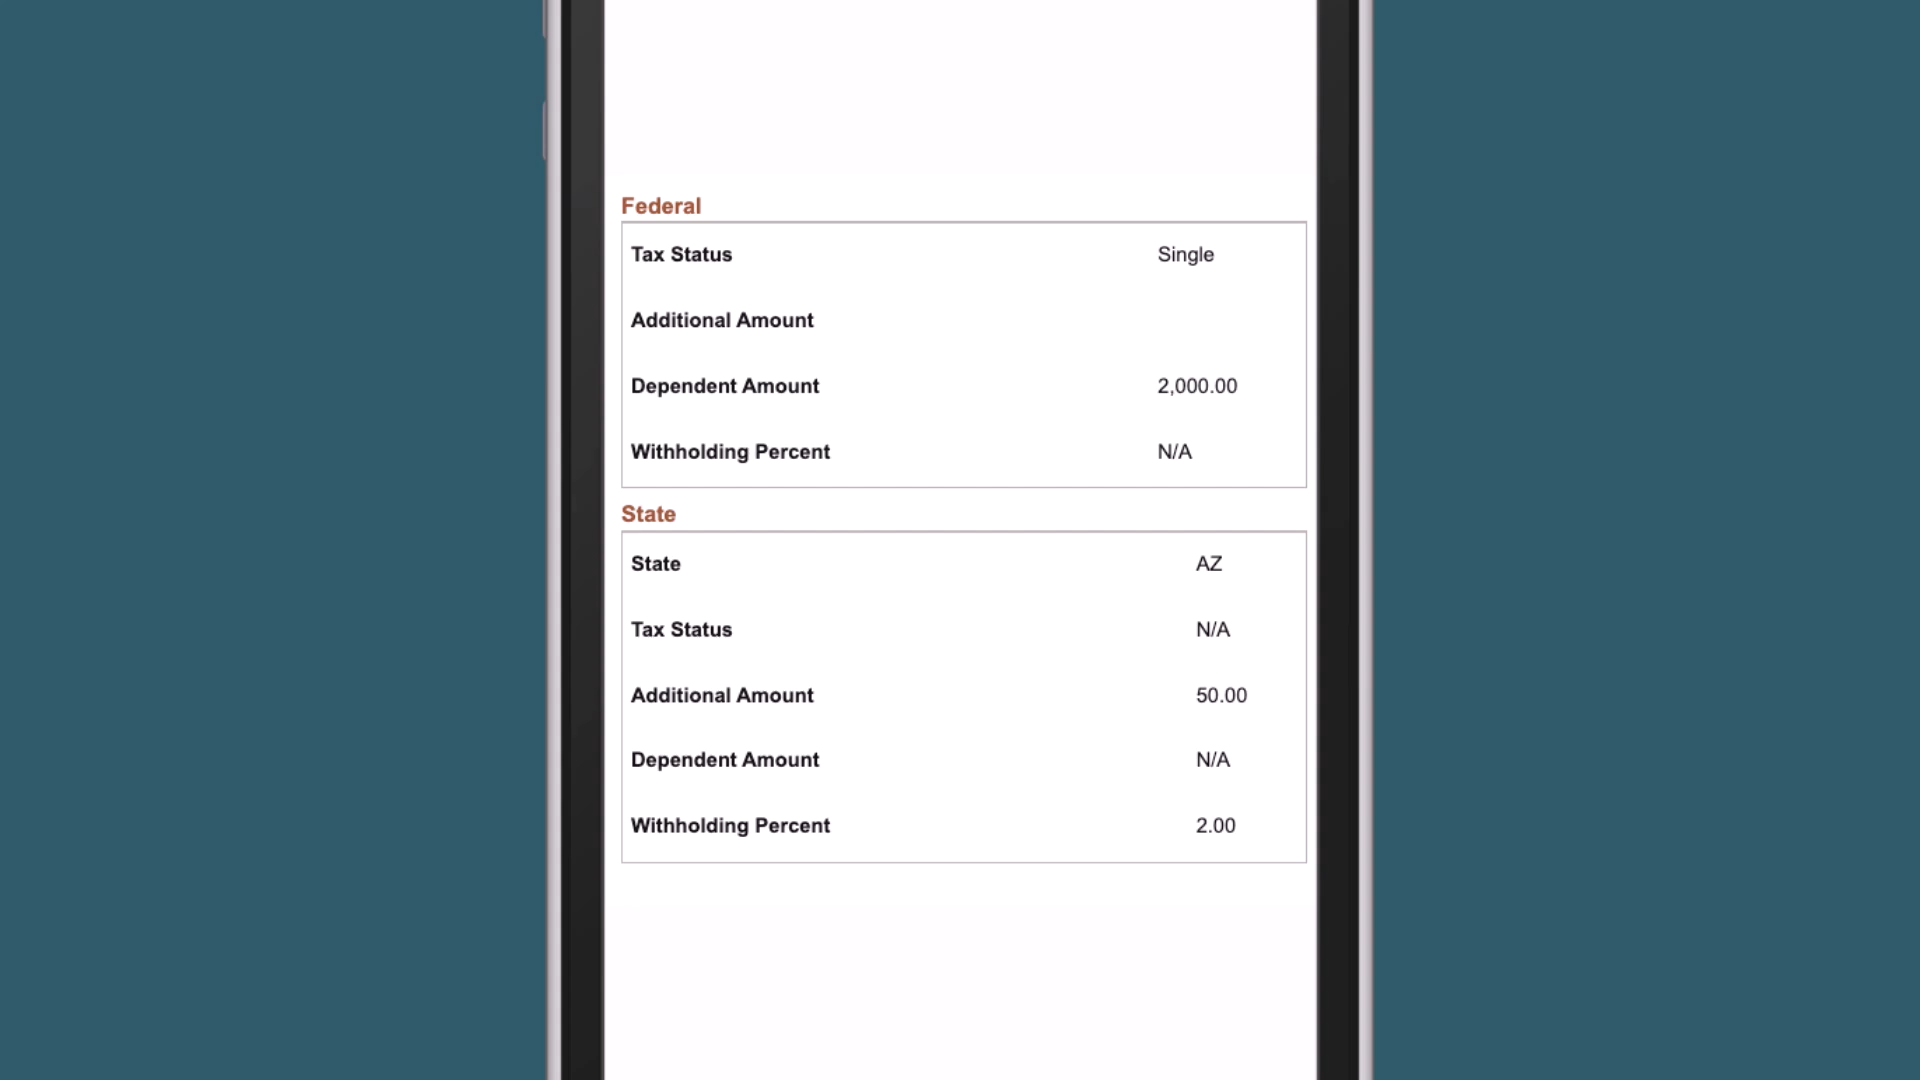 Federal
Tax Status Single
Additional Amount
Dependent Amount 2,000.00
Withholding Percent N/A
State
State AZ
Tax Status N/A
Additional Amount 50.00
Dependent Amount N/A
Withholding Percent 2.00